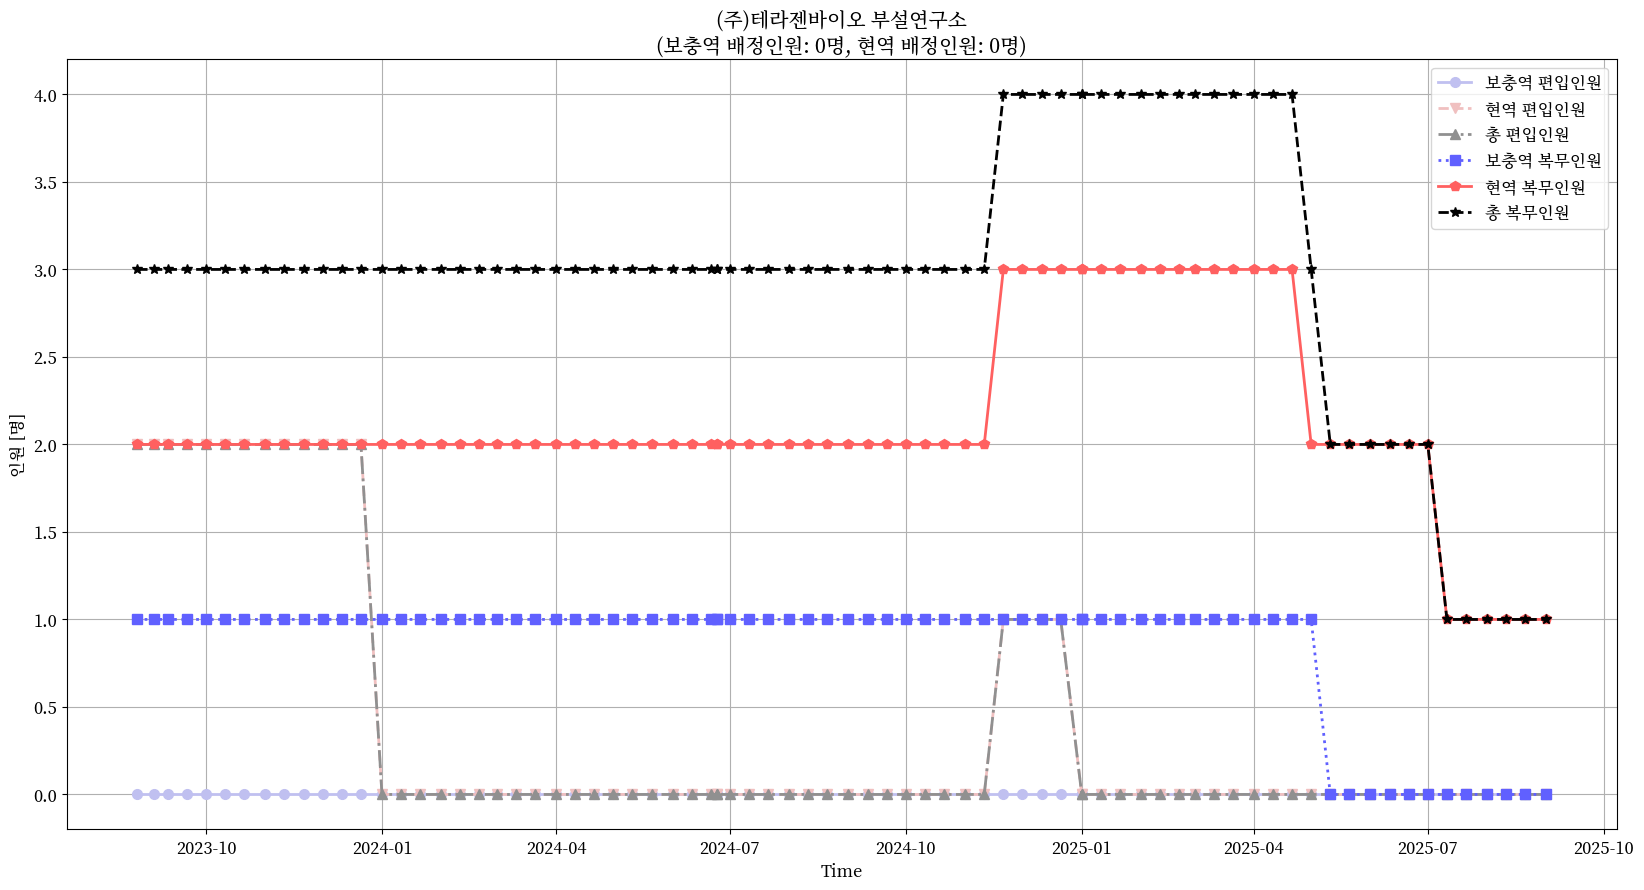 (주)테라젠바이오 부설연구소
(보충역 배정인원: 0명, 현역 배정인원: 0명)
보충역 편입인원
현역 편입인원
총 편입인원
보충역 복무인원
현역 복무인원
총 복무인원
인원 [명]
4.0
3.5
3.0
2.5
2.0
1.5
1.0
0.5
0.0
2023-10 2024-01 2024-04 2024-07 2024-10 2025-01 2025-04 2025-07 2025-10
Time